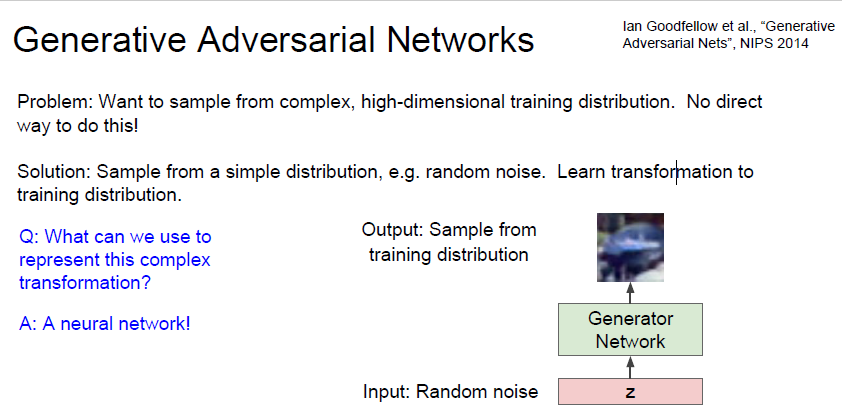 Generative Adversarial Networks
Ian Goodfellow et al., “Generative
Adversarial Nets”, NIPS 2014
Problem: Want to sample from complex, high-dimensional training distribution. No direct
way to do this!
Solution: Sample from a simple distribution, e.g. random noise. Learn transformation to
training distribution.
Q: What can we use to
represent this complex
transformation?
A: A neural network!
Output: Sample from
training distribution
Generator
Network
Input: Random noise
z